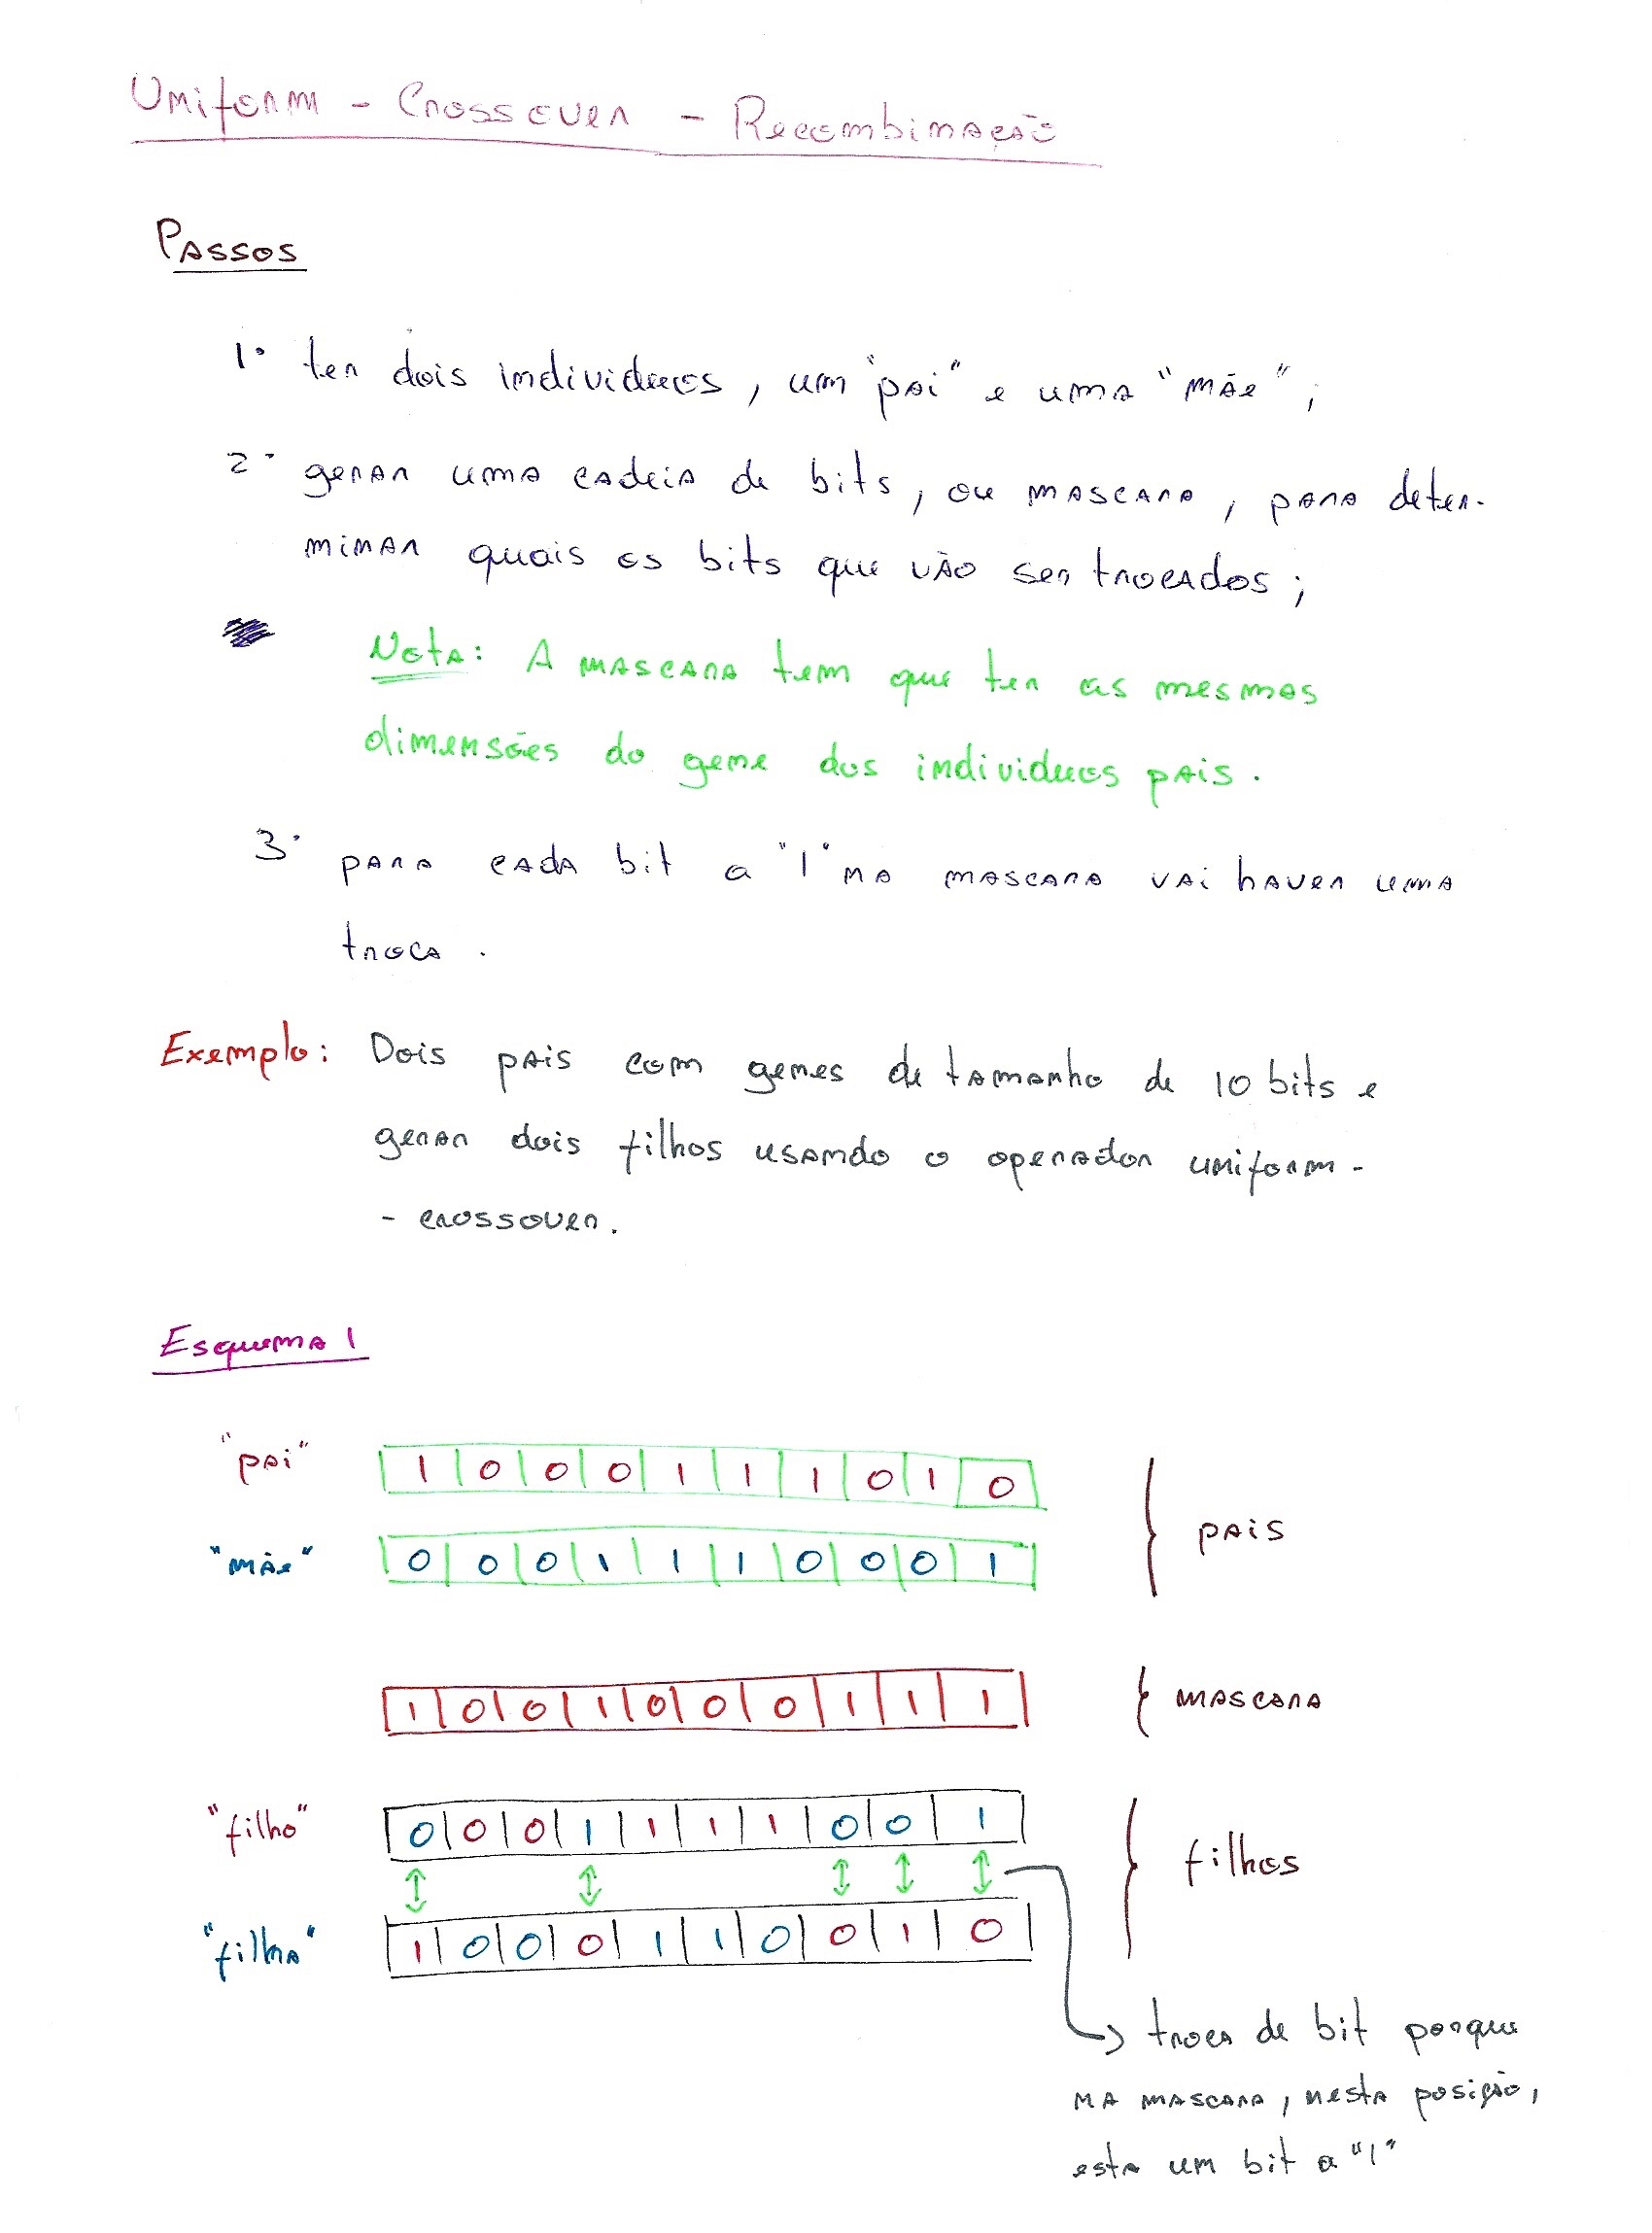 Uniform - Crossover - Recombinação
Passos
1· ter dois individuos, um "pai" e uma "mãe";
2· gerar uma cadeia de bits, ou mascara, para deter-
minar quais os bits que vão ser trocados;
Nota: A mascara tem que ter as mesmas
dimensões do gene dos individuos pais.
3· para cada bit a "1" na mascara vai haver uma
troca.
Exemplo: Dois pais com genes de tamanho de 10 bits e
gerar dois filhos usando o operador uniform-
- crossover.
Esquema 1
"pai" 1 0 0 0 1 1 1 0 1 0
pais
"mãe" 0 0 0 1 1 1 0 0 0 1
1 0 0 1 0 0 0 1 1 1 mascara
"filho" 0 0 0 1 1 1 1 0 0 1
filhos
"filha" 1 0 0 0 1 1 0 0 1 0
troca de bit porque
na mascara, nesta posição,
esta um bit a "1"